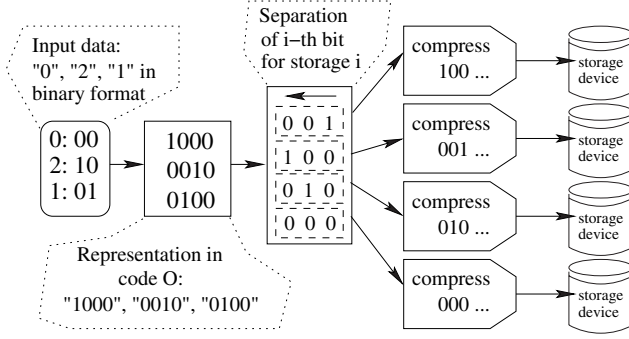 Input data:
"0", "2", "1" in
binary format
0: 00
2: 10
1: 01
1000
0010
0100
Representation in
code O:
"1000", "0010", "0100"
Separation
of i−th bit
for storage i
0 0 1
1 0 0
0 1 0
0 0 0
compress
100 ...
storage
device
compress
001 ...
storage
device
compress
010 ...
storage
device
compress
000 ...
storage
device